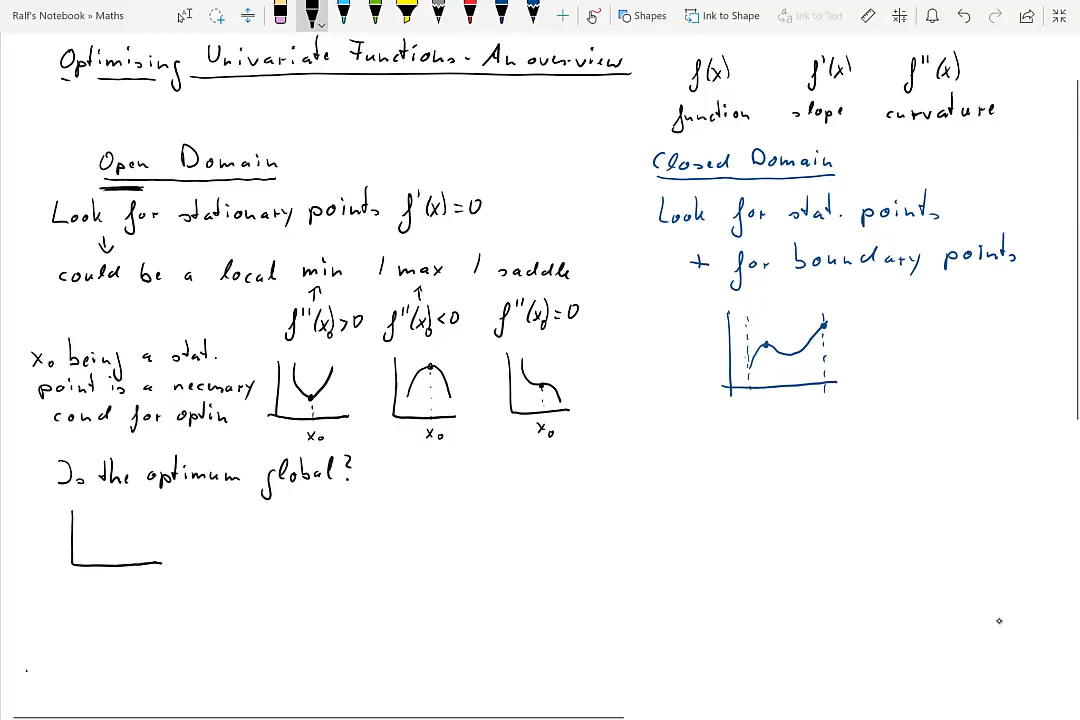 Ralf's Notebook » Maths
Shapes
Ink to Shape
Ink to Text
Optimising Univariate Functions - An overview
f(x) f'(x) f''(x)
function slope curvature
Open Domain
Look for stationary points f'(x)=0
could be a local min / max / saddle
f''(x₀)>0 f''(x₀)<0 f''(x₀)=0
x₀ being a stat.
point is a necessary
cond for optim
x₀ x₀ x₀
Is the optimum global?
Closed Domain
Look for stat. points
+ for boundary points